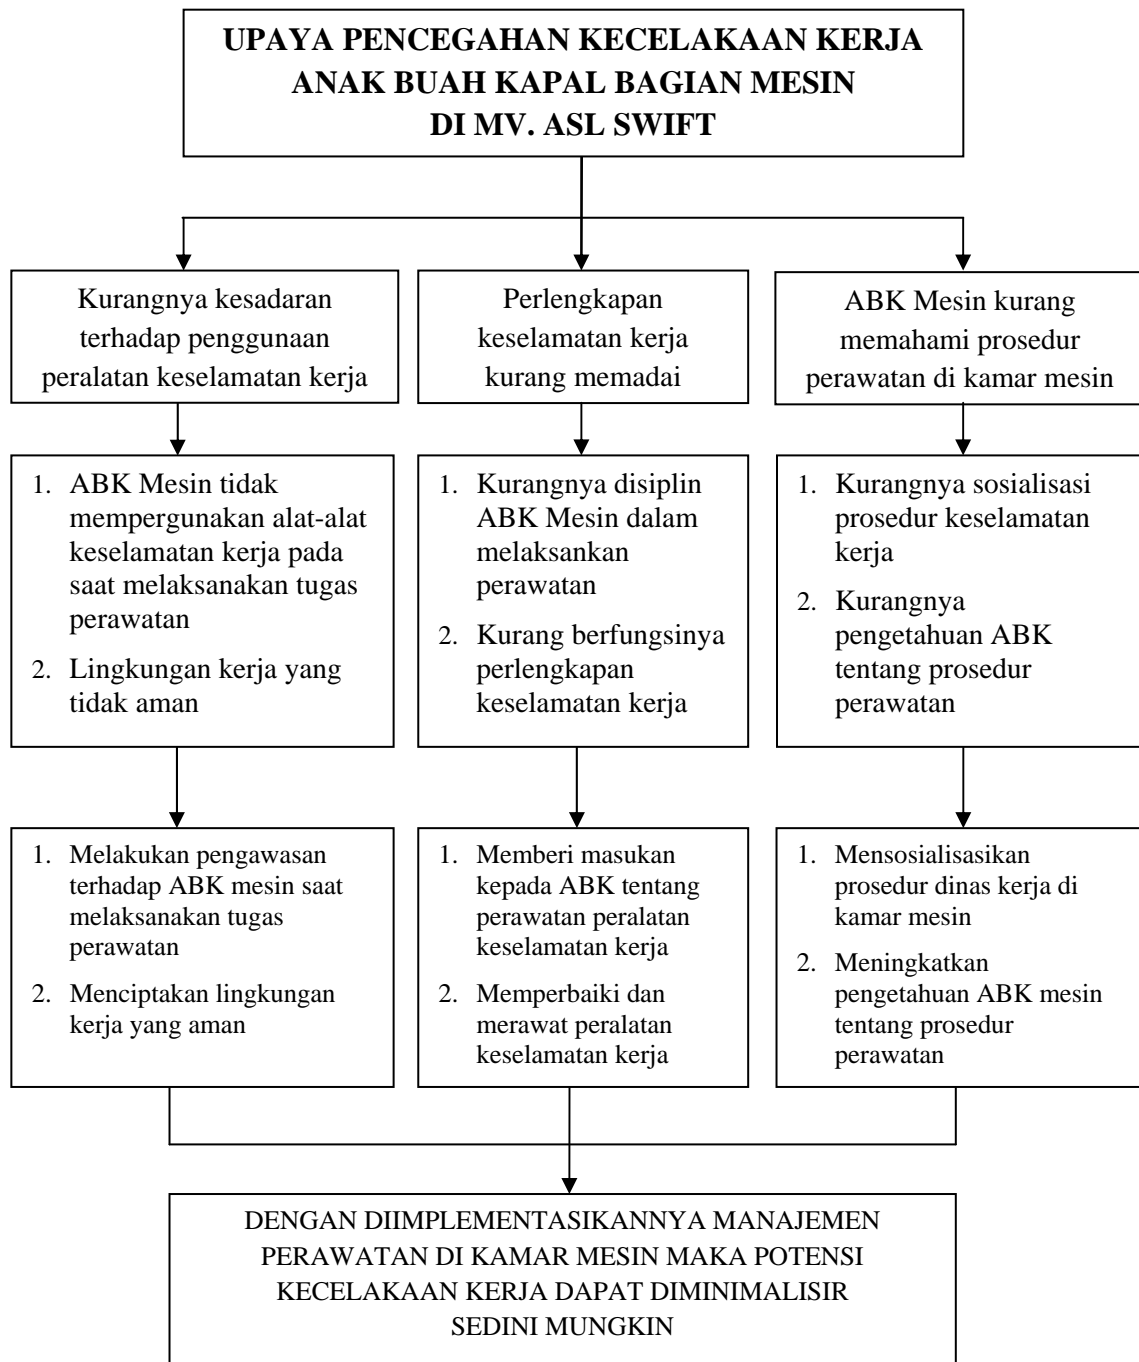 UPAYA PENCEGAHAN KECELAKAAN KERJA
ANAK BUAH KAPAL BAGIAN MESIN
DI MV. ASL SWIFT
Kurangnya kesadaran
terhadap penggunaan
peralatan keselamatan kerja
Perlengkapan
keselamatan kerja
kurang memadai
ABK Mesin kurang
memahami prosedur
perawatan di kamar mesin
1. ABK Mesin tidak
mempergunakan alat-alat
keselamatan kerja pada
saat melaksanakan tugas
perawatan
2. Lingkungan kerja yang
tidak aman
1. Kurangnya disiplin
ABK Mesin dalam
melaksankan
perawatan
2. Kurang berfungsinya
perlengkapan
keselamatan kerja
1. Kurangnya sosialisasi
prosedur keselamatan
kerja
2. Kurangnya
pengetahuan ABK
tentang prosedur
perawatan
1. Melakukan pengawasan
terhadap ABK mesin saat
melaksanakan tugas
perawatan
2. Menciptakan lingkungan
kerja yang aman
1. Memberi masukan
kepada ABK tentang
perawatan peralatan
keselamatan kerja
2. Memperbaiki dan
merawat peralatan
keselamatan kerja
1. Mensosialisasikan
prosedur dinas kerja di
kamar mesin
2. Meningkatkan
pengetahuan ABK mesin
tentang prosedur
perawatan
DENGAN DIIMPLEMENTASIKANNYA MANAJEMEN
PERAWATAN DI KAMAR MESIN MAKA POTENSI
KECELAKAAN KERJA DAPAT DIMINIMALISIR
SEDINI MUNGKIN